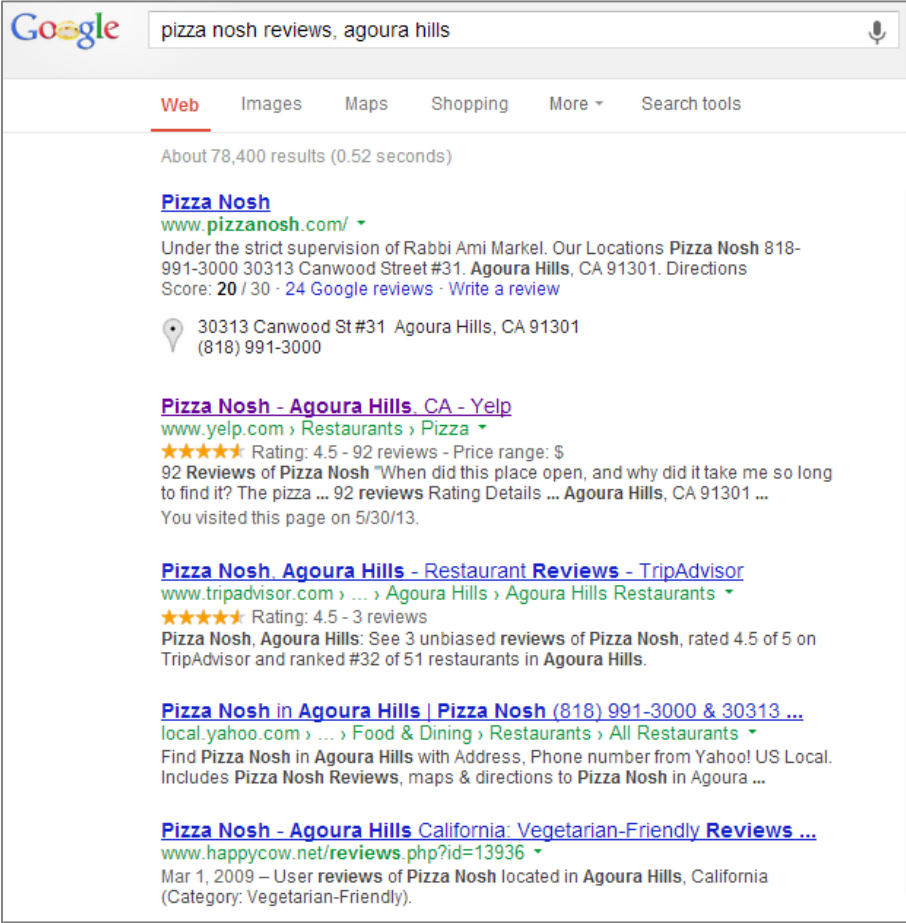 Google
pizza nosh reviews, agoura hills
Web Images Maps Shopping More Search tools
About 78,400 results (0.52 seconds)
Pizza Nosh
www.pizzanosh.com/
Under the strict supervision of Rabbi Ami Markel. Our Locations Pizza Nosh 818-
991-3000 30313 Canwood Street #31. Agoura Hills, CA 91301. Directions
Score: 20 / 30 · 24 Google reviews · Write a review
30313 Canwood St #31 Agoura Hills, CA 91301
(818) 991-3000
Pizza Nosh - Agoura Hills, CA - Yelp
www.yelp.com › Restaurants › Pizza
Rating: 4.5 - 92 reviews - Price range: $
92 Reviews of Pizza Nosh "When did this place open, and why did it take me so long
to find it? The pizza ... 92 reviews Rating Details ... Agoura Hills, CA 91301 ...
You visited this page on 5/30/13.
Pizza Nosh, Agoura Hills - Restaurant Reviews - TripAdvisor
www.tripadvisor.com › ... › Agoura Hills › Agoura Hills Restaurants
Rating: 4.5 - 3 reviews
Pizza Nosh, Agoura Hills: See 3 unbiased reviews of Pizza Nosh, rated 4.5 of 5 on
TripAdvisor and ranked #32 of 51 restaurants in Agoura Hills.
Pizza Nosh in Agoura Hills | Pizza Nosh (818) 991-3000 & 30313 ...
local.yahoo.com › ... › Food & Dining › Restaurants › All Restaurants
Find Pizza Nosh in Agoura Hills with Address, Phone number from Yahoo! US Local.
Includes Pizza Nosh Reviews, maps & directions to Pizza Nosh in Agoura ...
Pizza Nosh - Agoura Hills California: Vegetarian-Friendly Reviews ...
www.happycow.net/reviews.php?id=13936
Mar 1, 2009 – User reviews of Pizza Nosh located in Agoura Hills, California
(Category: Vegetarian-Friendly).